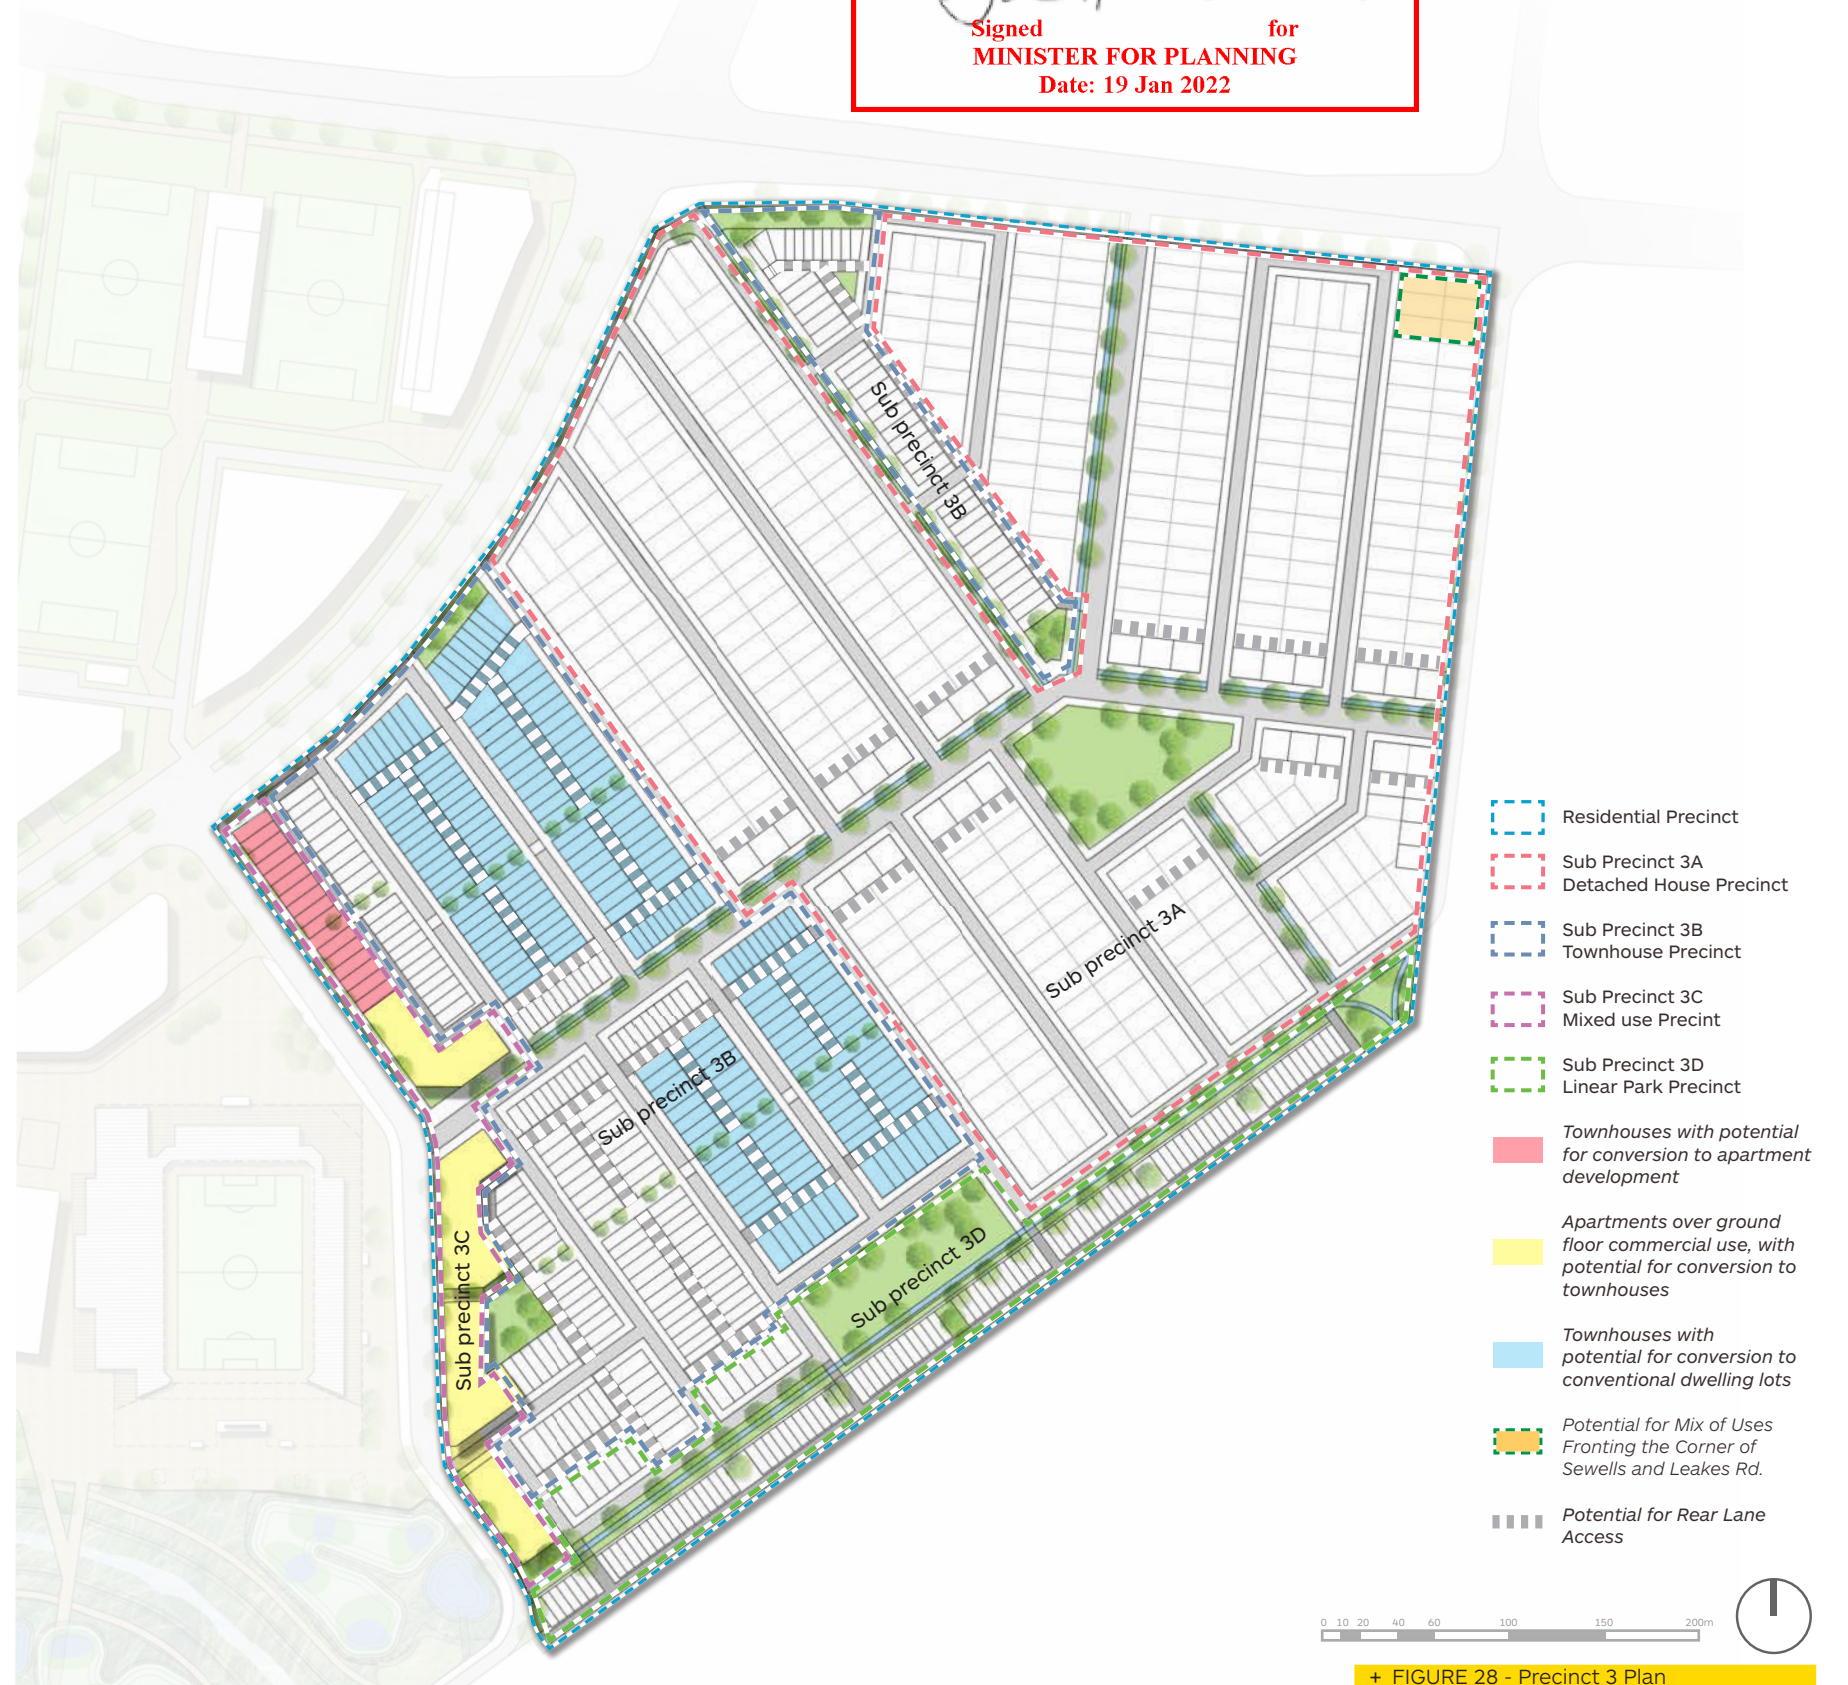 Signed for
MINISTER FOR PLANNING
Date: 19 Jan 2022
Sub precinct 3B
Sub precinct 3A
Sub precinct 3B
Sub precinct 3D
Sub precinct 3C
Residential Precinct
Sub Precinct 3A
Detached House Precinct
Sub Precinct 3B
Townhouse Precinct
Sub Precinct 3C
Mixed use Precint
Sub Precinct 3D
Linear Park Precinct
Townhouses with potential
for conversion to apartment
development
Apartments over ground
floor commercial use, with
potential for conversion to
townhouses
Townhouses with
potential for conversion to
conventional dwelling lots
Potential for Mix of Uses
Fronting the Corner of
Sewells and Leakes Rd.
Potential for Rear Lane
Access
0 10 20 40 60 100 150 200m
+ FIGURE 28 - Precinct 3 Plan